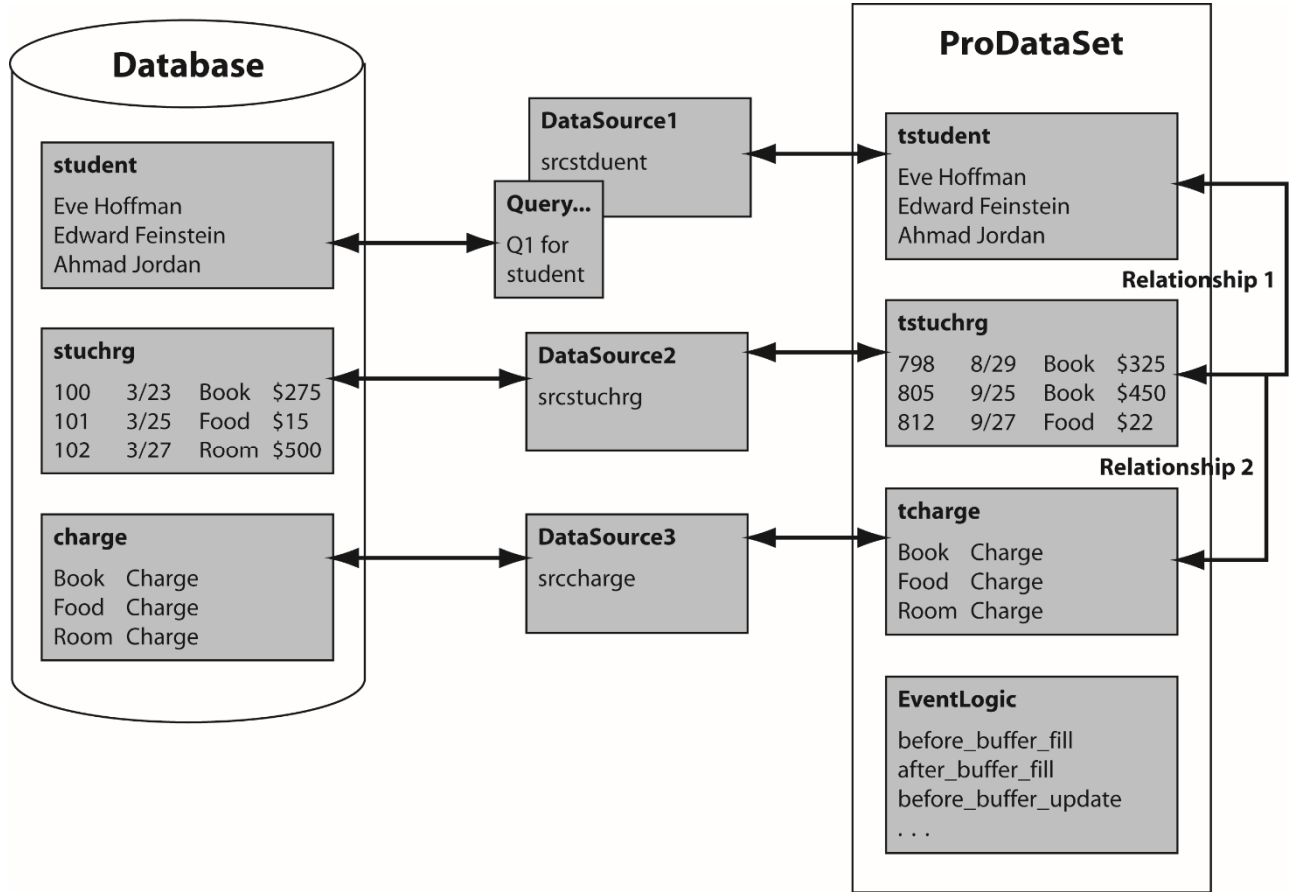 Database
student
Eve Hoffman
Edward Feinstein
Ahmad Jordan
stuchrg
100 3/23 Book $275
101 3/25 Food $15
102 3/27 Room $500
charge
Book Charge
Food Charge
Room Charge
DataSource1
srcstduent
Query...
Q1 for
student
DataSource2
srcstuchrg
DataSource3
srccharge
ProDataSet
tstudent
Eve Hoffman
Edward Feinstein
Ahmad Jordan
Relationship 1
tstuchrg
798 8/29 Book $325
805 9/25 Book $450
812 9/27 Food $22
Relationship 2
tcharge
Book Charge
Food Charge
Room Charge
EventLogic
before_buffer_fill
after_buffer_fill
before_buffer_update
. . .